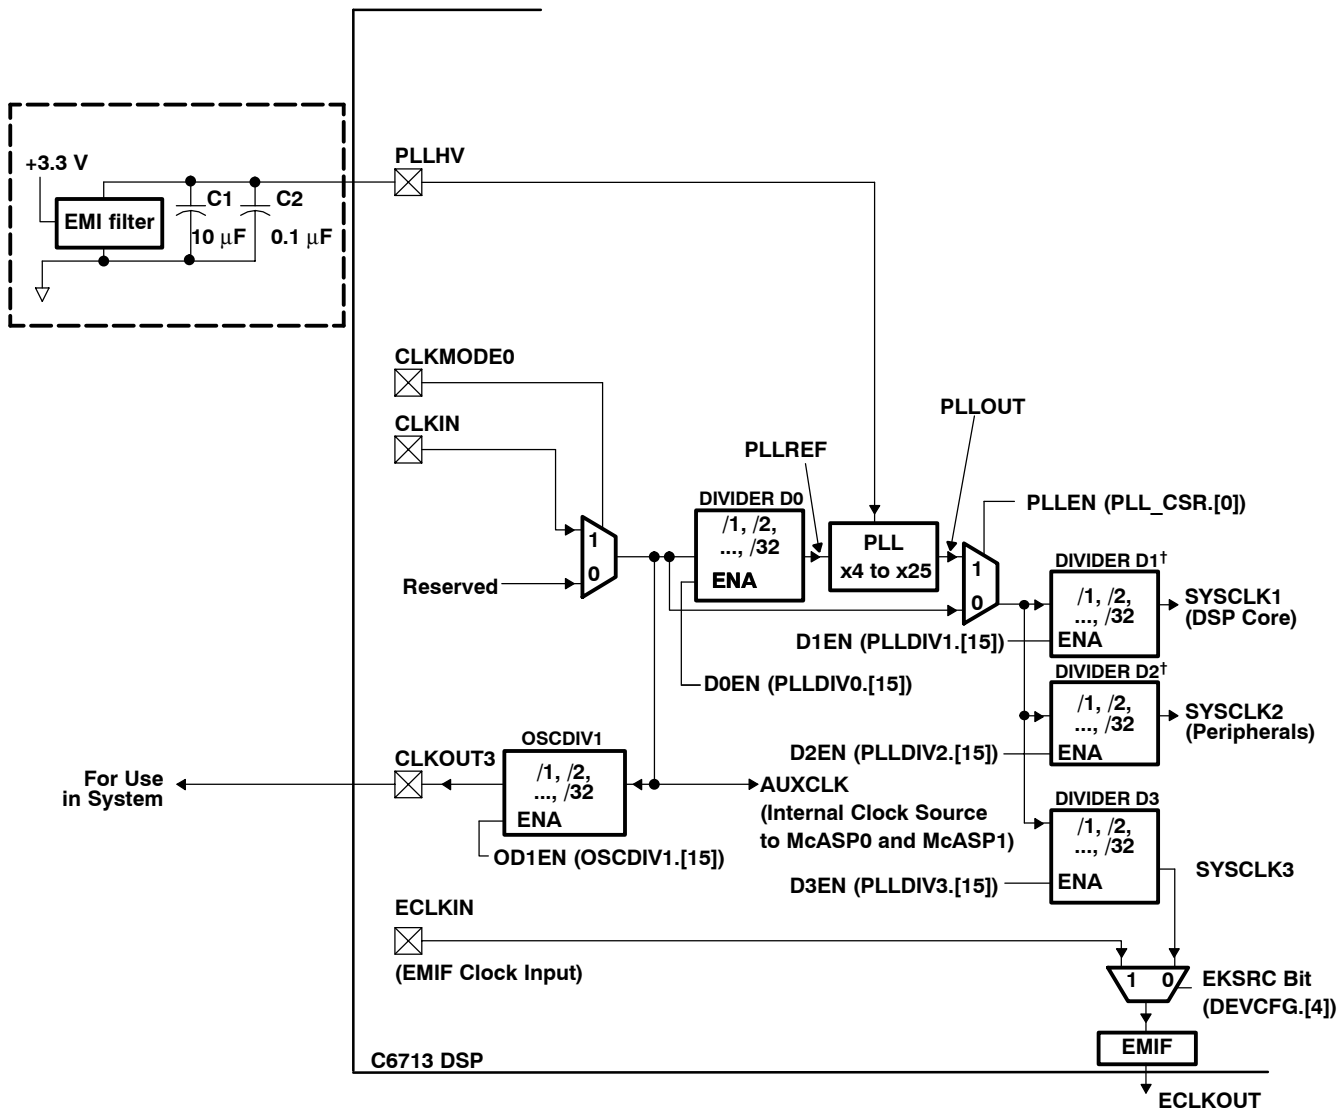 +3.3 V
EMI filter
C1
10 μF
C2
0.1 μF
PLLHV
CLKMODE0
CLKIN
Reserved
1
0
DIVIDER D0
/1, /2,
..., /32
ENA
PLLREF
PLL
x4 to x25
PLLOUT
1
0
PLLEN (PLL_CSR.[0])
DIVIDER D1†
/1, /2,
..., /32
ENA
SYSCLK1
(DSP Core)
D1EN (PLLDIV1.[15])
D0EN (PLLDIV0.[15])
DIVIDER D2†
/1, /2,
..., /32
ENA
SYSCLK2
(Peripherals)
D2EN (PLLDIV2.[15])
For Use
in System
CLKOUT3
OSCDIV1
/1, /2,
..., /32
ENA
OD1EN (OSCDIV1.[15])
AUXCLK
(Internal Clock Source
to McASP0 and McASP1)
DIVIDER D3
/1, /2,
..., /32
ENA
SYSCLK3
D3EN (PLLDIV3.[15])
ECLKIN
(EMIF Clock Input)
1 0
EKSRC Bit
(DEVCFG.[4])
EMIF
C6713 DSP
ECLKOUT